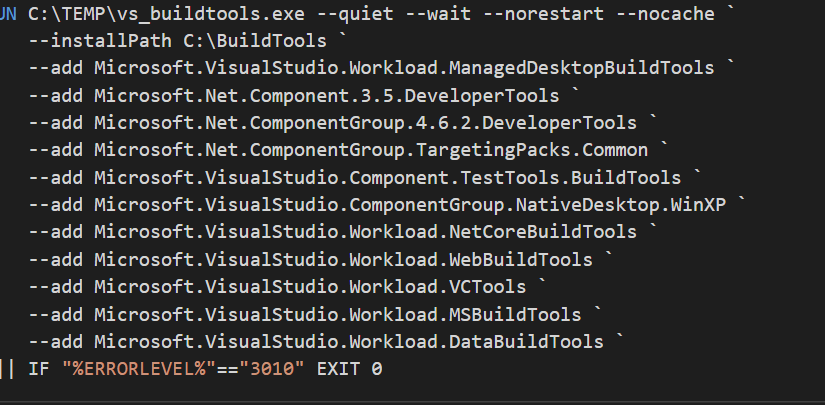 UN C:\TEMP\vs_buildtools.exe --quiet --wait --norestart --nocache `
--installPath C:\BuildTools `
--add Microsoft.VisualStudio.Workload.ManagedDesktopBuildTools `
--add Microsoft.Net.Component.3.5.DeveloperTools `
--add Microsoft.Net.ComponentGroup.4.6.2.DeveloperTools `
--add Microsoft.Net.ComponentGroup.TargetingPacks.Common `
--add Microsoft.VisualStudio.Component.TestTools.BuildTools `
--add Microsoft.VisualStudio.ComponentGroup.NativeDesktop.WinXP `
--add Microsoft.VisualStudio.Workload.NetCoreBuildTools `
--add Microsoft.VisualStudio.Workload.WebBuildTools `
--add Microsoft.VisualStudio.Workload.VCTools `
--add Microsoft.VisualStudio.Workload.MSBuildTools `
--add Microsoft.VisualStudio.Workload.DataBuildTools `
|| IF "%ERRORLEVEL%"=="3010" EXIT 0